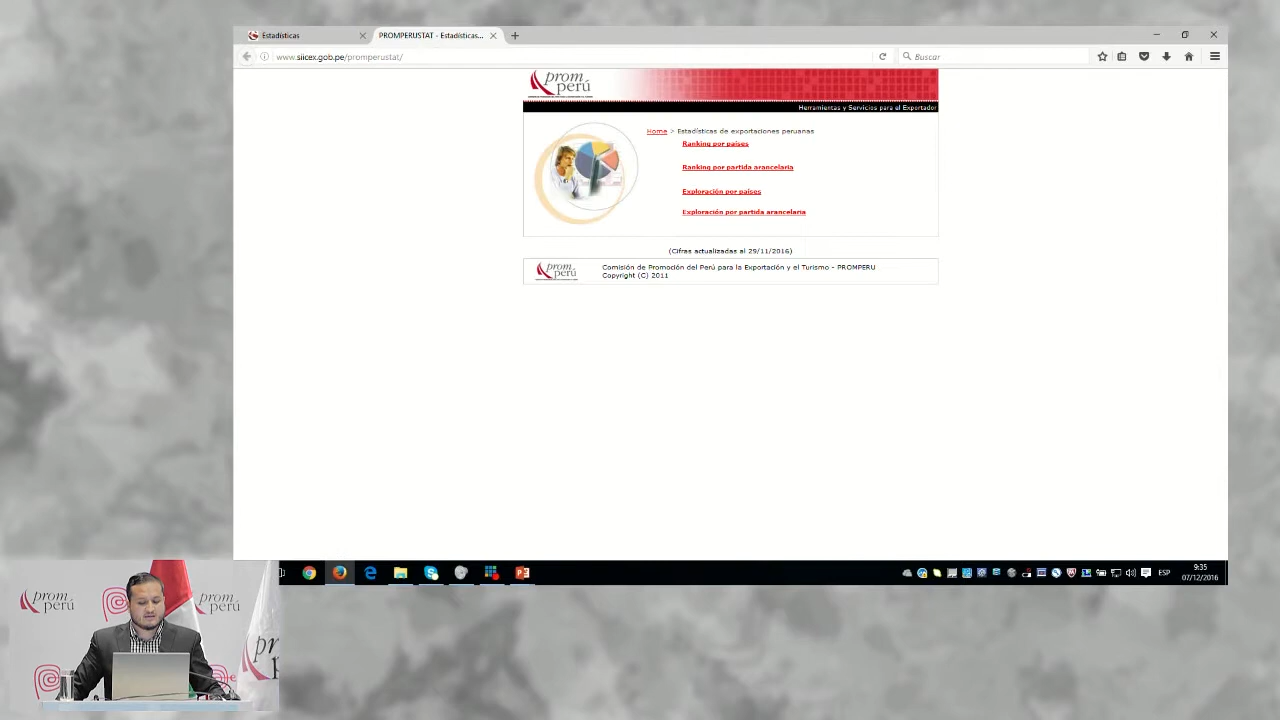 Estadísticas
PROMPERUSTAT - Estadísticas...
www.siicex.gob.pe/promperustat/
Buscar
prom
perú
Herramientas y Servicios para el Exportador
Home > Estadísticas de exportaciones peruanas
Ranking por países
Ranking por partida arancelaria
Exploración por países
Exploración por partida arancelaria
(Cifras actualizadas al 29/11/2016)
prom
perú
Comisión de Promoción del Perú para la Exportación y el Turismo - PROMPERU
Copyright (C) 2011
ESP
9:35
07/12/2016
prom
perú
prom
perú